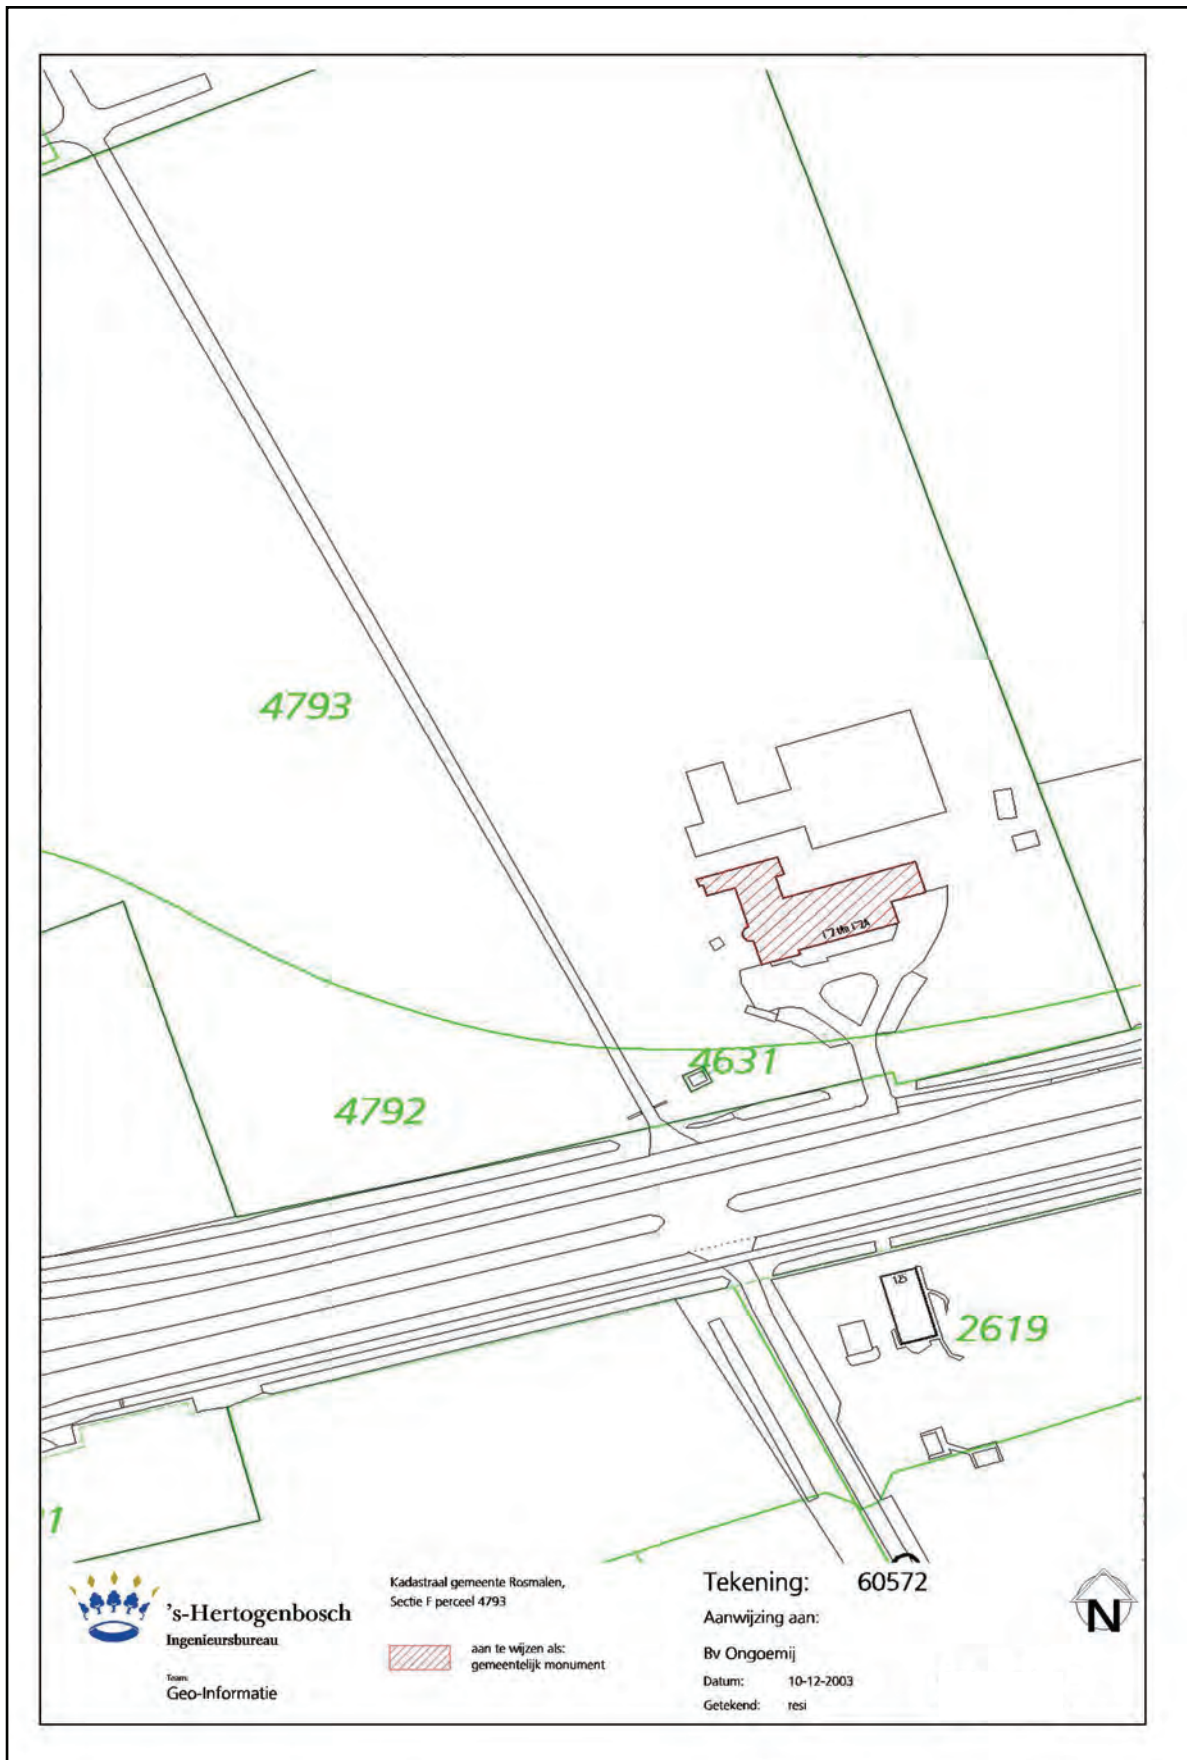 4793
4631
4792
125
2619
's-Hertogenbosch
Ingenieursbureau
Team:
Geo-Informatie
Kadastraal gemeente Rosmalen,
Sectie F perceel 4793
aan te wijzen als:
gemeentelijk monument
Tekening: 60572
Aanwijzing aan:
Bv Ongoemij
Datum: 10-12-2003
Getekend: resi
N